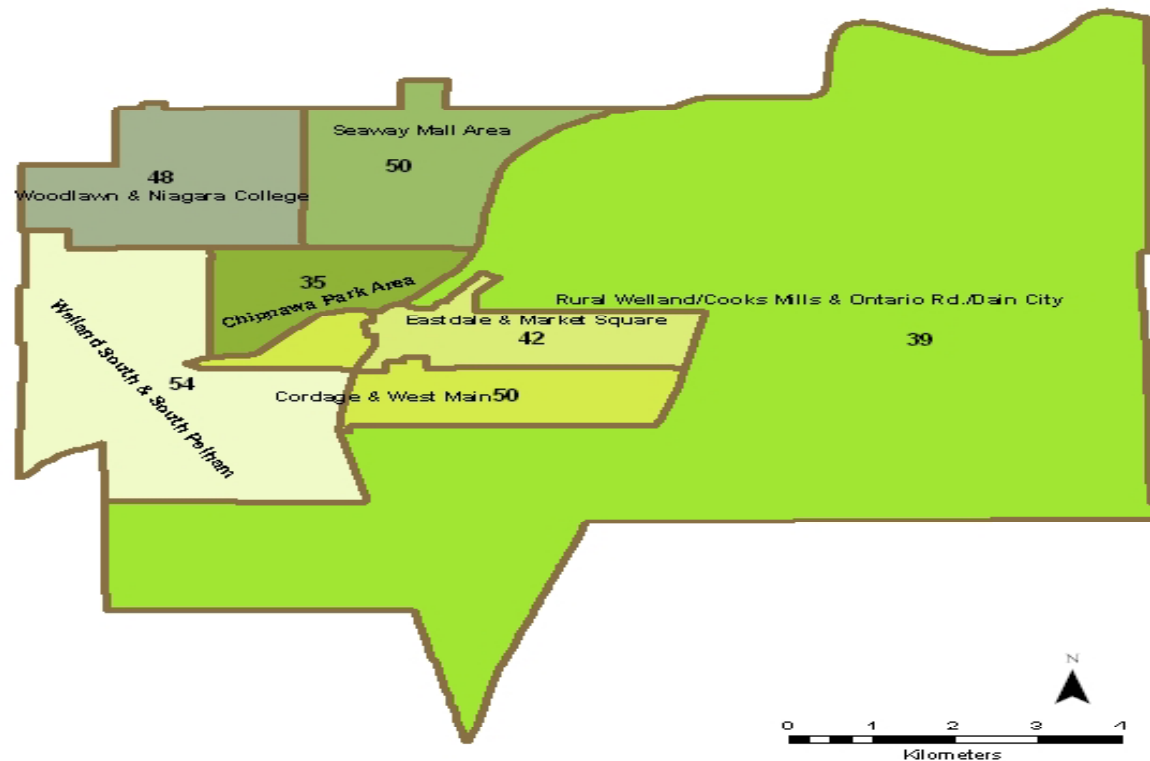 Seaway Mall Area
50
48
Woodlawn & Niagara College
35
Chippawa Park Area
Rural Welland/Cooks Mills & Ontario Rd./Dain City
39
Eastdale & Market Square
42
Welland South & South Pelham
54
Cordage & West Main
50
N
0 1 2 3 4
Kilometers